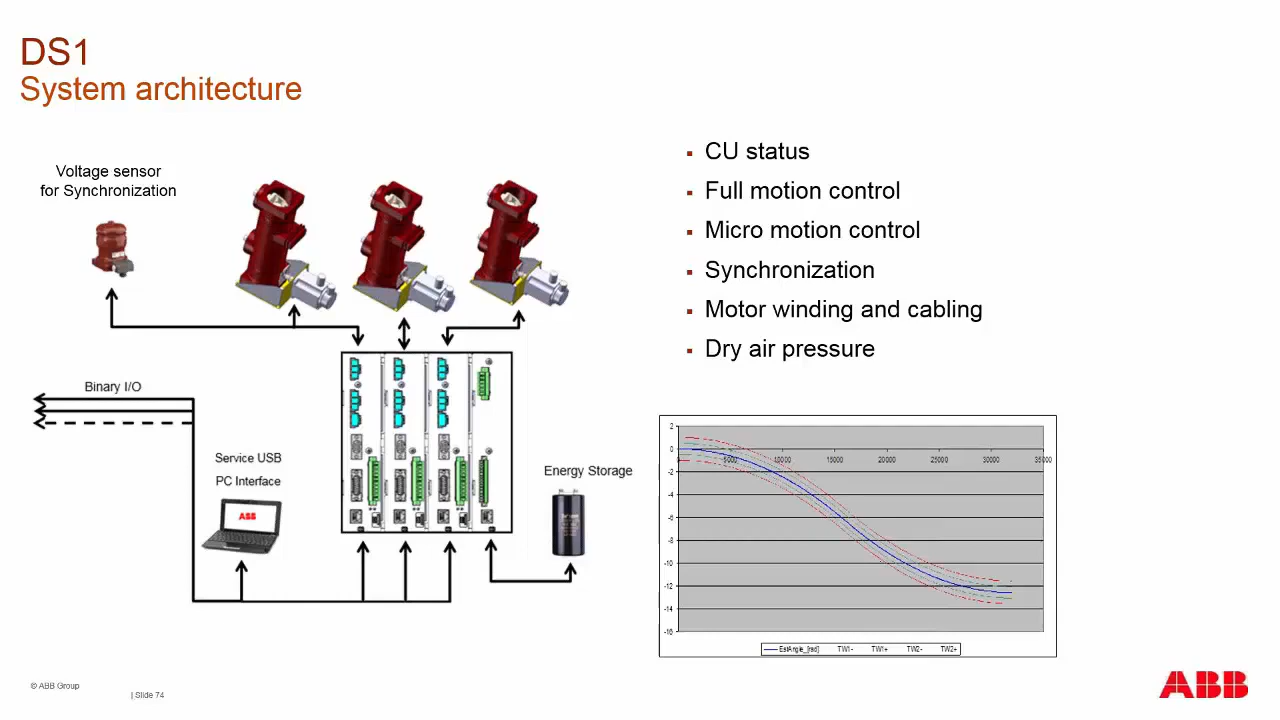 DS1
System architecture
Voltage sensor
for Synchronization
Binary I/O
Service USB
PC Interface
ABB
Energy Storage
▪ CU status
▪ Full motion control
▪ Micro motion control
▪ Synchronization
▪ Motor winding and cabling
▪ Dry air pressure
2
0
-2
-4
-6
-8
-10
-12
-14
-16
5000 10000 15000 20000 25000 30000 35000
EstAngle_[rad] TW1- TW1+ TW2- TW2+
© ABB Group
| Slide 74
ABB